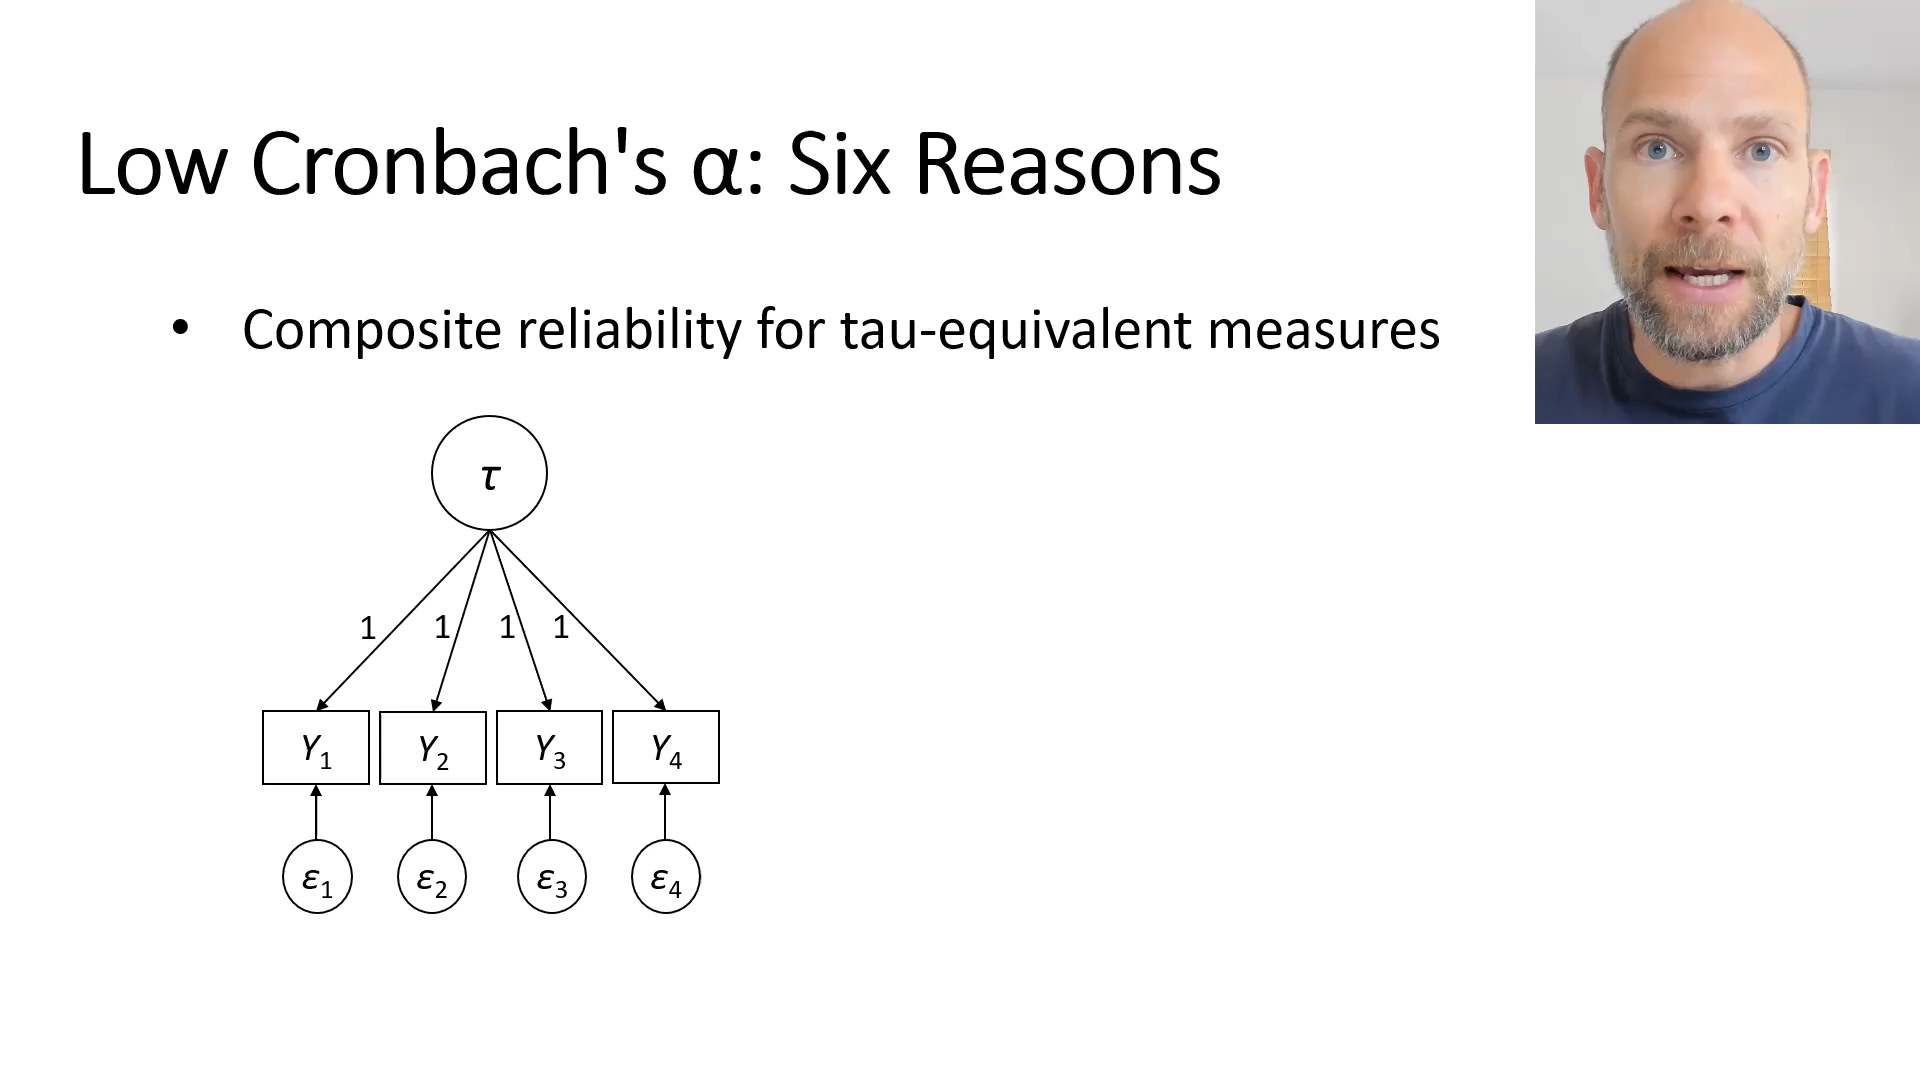 Low Cronbach's α: Six Reasons
• Composite reliability for tau-equivalent measures
τ
1 1 1 1
Y1 Y2 Y3 Y4
ε1 ε2 ε3 ε4